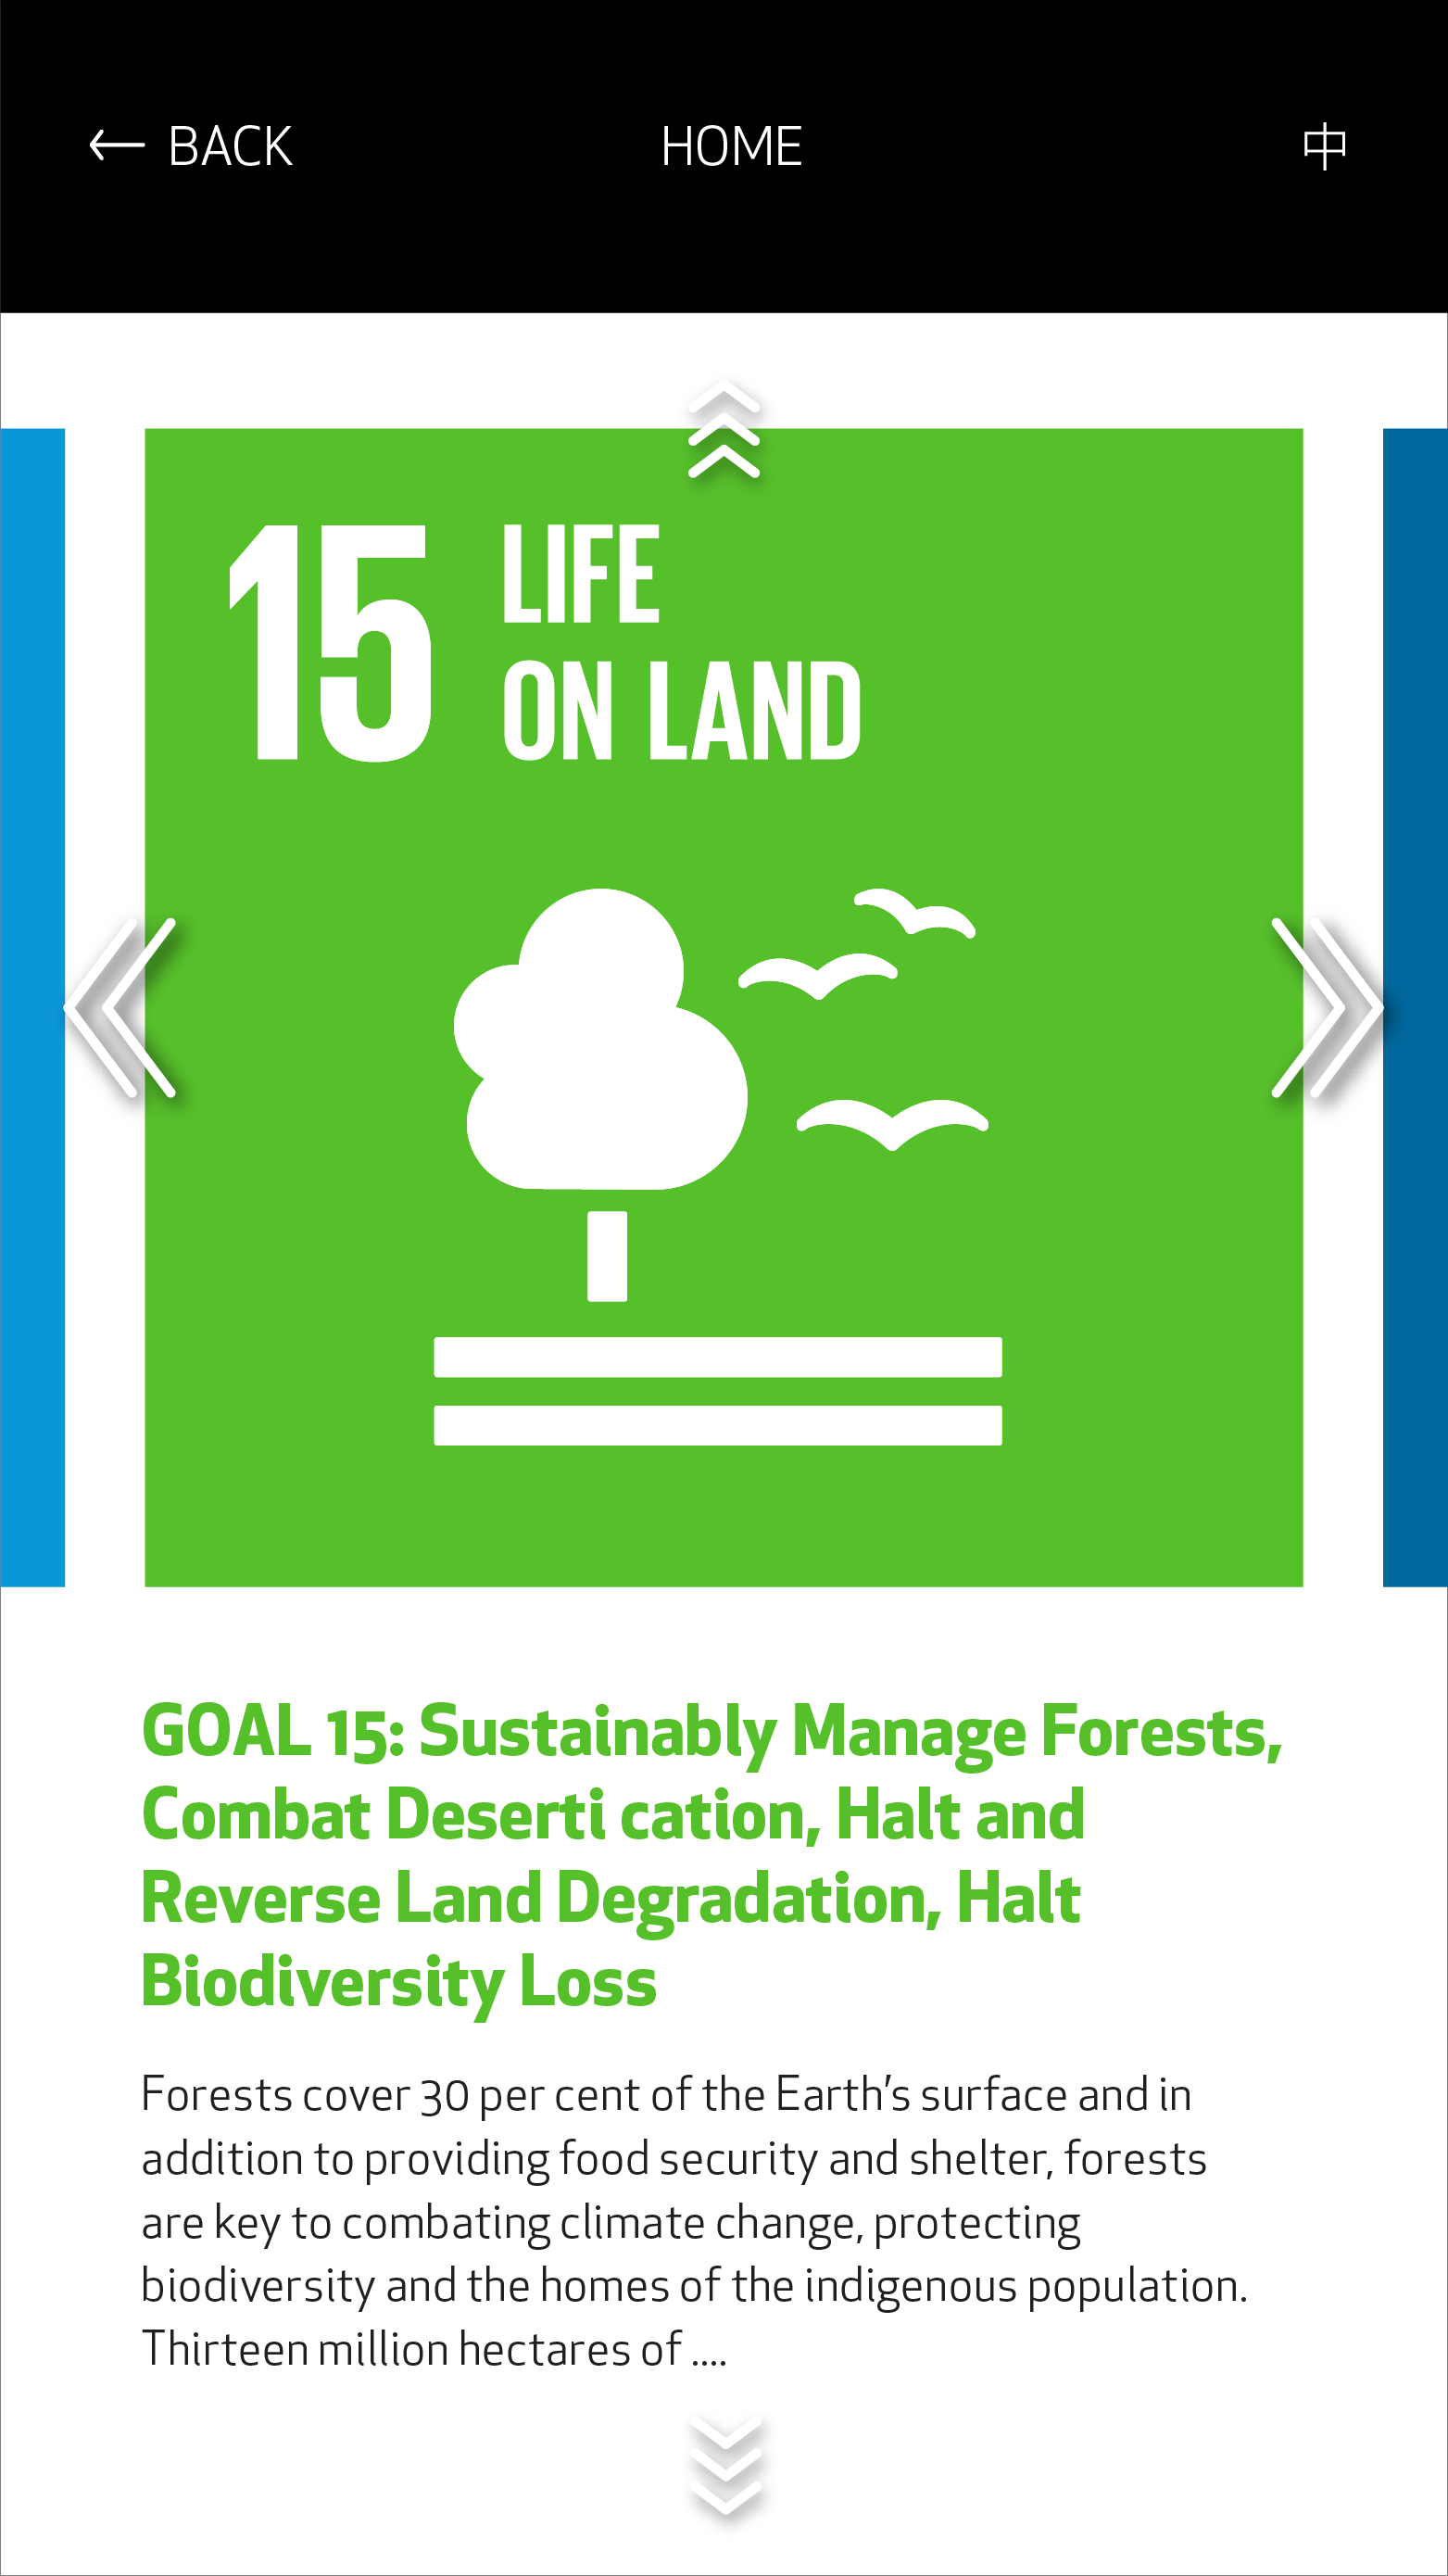 ← BACK HOME 中
15 LIFE
ON LAND
GOAL 15: Sustainably Manage Forests,
Combat Deserti cation, Halt and
Reverse Land Degradation, Halt
Biodiversity Loss
Forests cover 30 per cent of the Earth’s surface and in
addition to providing food security and shelter, forests
are key to combating climate change, protecting
biodiversity and the homes of the indigenous population.
Thirteen million hectares of ....